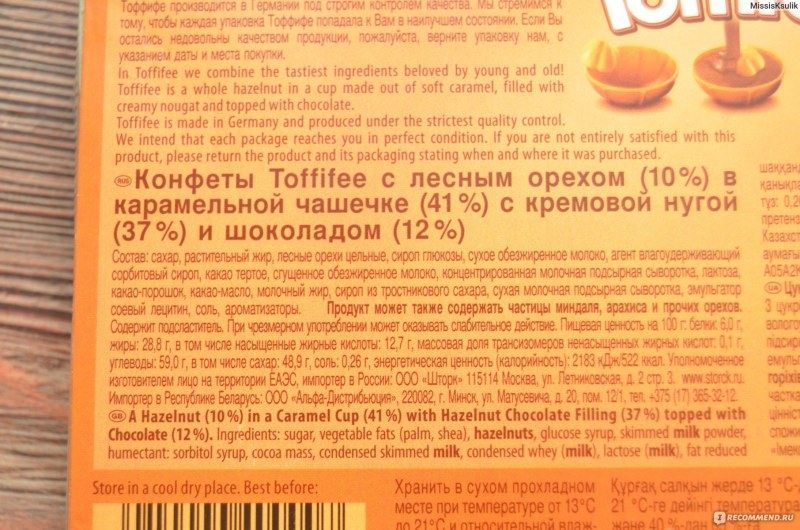 MissisKsulik
Тоффифе производится в Германии под строгим контролем качества. Мы стремимся к
тому, чтобы каждая упаковка Тоффифе попадала к Вам в наилучшем состоянии. Если Вы
остались недовольны качеством продукции, пожалуйста, верните упаковку нам, с
указанием даты и места покупки.
In Toffifee we combine the tastiest ingredients beloved by young and old!
Toffifee is a whole hazelnut in a cup made out of soft caramel, filled with
creamy nougat and topped with chocolate.
Toffifee is made in Germany and produced under the strictest quality control.
We intend that each package reaches you in perfect condition. If you are not entirely satisfied with this
product, please return the product and its packaging stating when and where it was purchased.
RUS Конфеты Toffifee с лесным орехом (10%) в
карамельной чашечке (41%) с кремовой нугой
(37%) и шоколадом (12%)
Состав: сахар, растительный жир, лесные орехи цельные, сироп глюкозы, сухое обезжиренное молоко, агент влагоудерживающий
сорбитовый сироп, какао тертое, сгущенное обезжиренное молоко, концентрированная молочная подсырная сыворотка, лактоза,
какао-порошок, какао-масло, молочный жир, сироп из тростникового сахара, сухая молочная подсырная сыворотка, эмульгатор
соевый лецитин, соль, ароматизаторы. Продукт может также содержать частицы миндаля, арахиса и прочих орехов.
Содержит подсластитель. При чрезмерном употреблении может оказывать слабительное действие. Пищевая ценность на 100 г: белки: 6,0 г,
жиры: 28,8 г, в том числе насыщенные жирные кислоты: 12,7 г, массовая доля трансизомеров ненасыщенных жирных кислот: 0,1 г,
углеводы: 59,0 г, в том числе сахар: 48,9 г, соль: 0,26 г, энергетическая ценность (калорийность): 2183 кДж/522 ккал. Уполномоченное
изготовителем лицо на территории ЕАЭС, импортер в России: ООО «Шторк» 115114 Москва, ул. Летниковская, д. 2 стр. 3. www.storck.ru.
Импортер в Республике Беларусь: ООО «Альфа-Дистрибуция», 220082, г. Минск, ул. Матусевича, д. 20, пом. 12/1, тел. +375 (17) 365-32-12.
GB A Hazelnut (10%) in a Caramel Cup (41%) with Hazelnut Chocolate Filling (37%) topped with
Chocolate (12%). Ingredients: sugar, vegetable fats (palm, shea), hazelnuts, glucose syrup, skimmed milk powder,
humectant: sorbitol syrup, cocoa mass, condensed skimmed milk, condensed whey (milk), lactose (milk), fat reduced
Store in a cool dry place. Best before:
Хранить в сухом прохладном
месте при температуре от 13°C
до 21°C и относительной влаж-
Құрғақ салқын жерде 13 °C-
21 °C-ге дейінгі температура
және 40 % дан
I RECOMMEND.RU